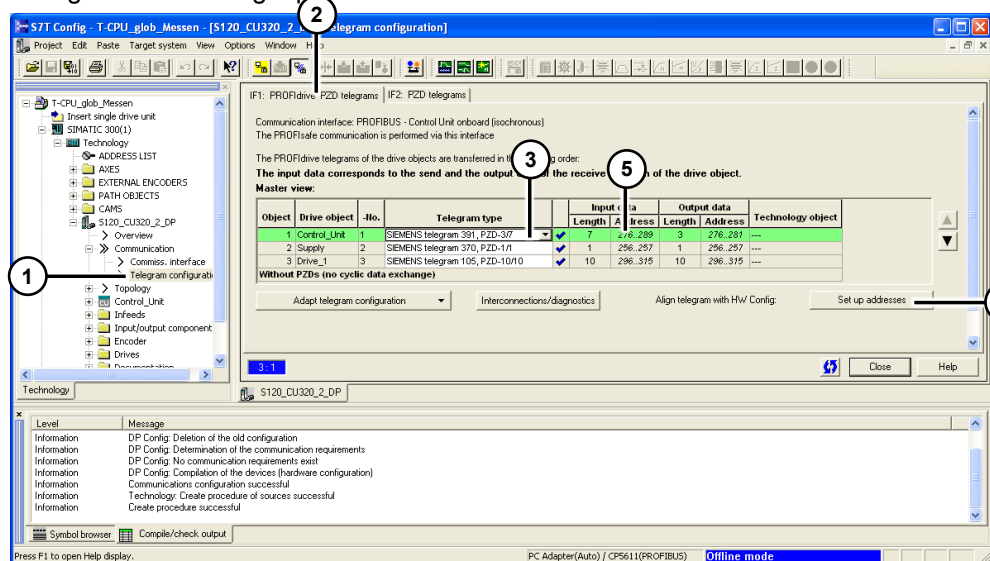 2
S7T Config - T-CPU_glob_Messen - [S120_CU320_2_ elegram configuration]
Project Edit Paste Target system View Options Window H p
IF1: PROFIdrive PZD telegrams IF2: PZD telegrams
T-CPU_glob_Messen
Insert single drive unit
SIMATIC 300(1)
Technology
ADDRESS LIST
AXES
EXTERNAL ENCODERS
PATH OBJECTS
CAMS
S120_CU320_2_DP
Overview
Communication
Commiss. interface
Telegram configurati
Topology
Control_Unit
Infeeds
Input/output component
Encoder
Drives
Documentation
Technology
1
Communication interface: PROFIBUS - Control Unit onboard (isochronous)
The PROFIsafe communication is performed via this interface
The PROFIdrive telegrams of the drive objects are transferred in th g order:
The input data corresponds to the send and the output of the receive of the drive object.
Master view:
3
5
Object Drive object -No. Telegram type Input data Output data Technology object
Length Address Length Address
1 Control_Unit 1 SIEMENS telegram 391, PZD-3/7 7 276..289 3 276..281 ---
2 Supply 2 SIEMENS telegram 370, PZD-1/1 1 256..257 1 256..257 ---
3 Drive_1 3 SIEMENS telegram 105, PZD-10/10 10 296..315 10 296..315 ---
Without PZDs (no cyclic data exchange)
Adapt telegram configuration Interconnections/diagnostics Align telegram with HW Config: Set up addresses
3:1 Close Help
S120_CU320_2_DP
Level Message
Information DP Config: Deletion of the old configuration
Information DP Config: Determination of the communication requirements
Information DP Config: No communication requirements exist
Information DP Config: Compilation of the devices (hardware configuration)
Information Communications configuration successful
Information Technology: Create procedure of sources successful
Information Create procedure successful
Symbol browser Compile/check output
Press F1 to open Help display. PC Adapter(Auto) / CP5611(PROFIBUS) Offline mode